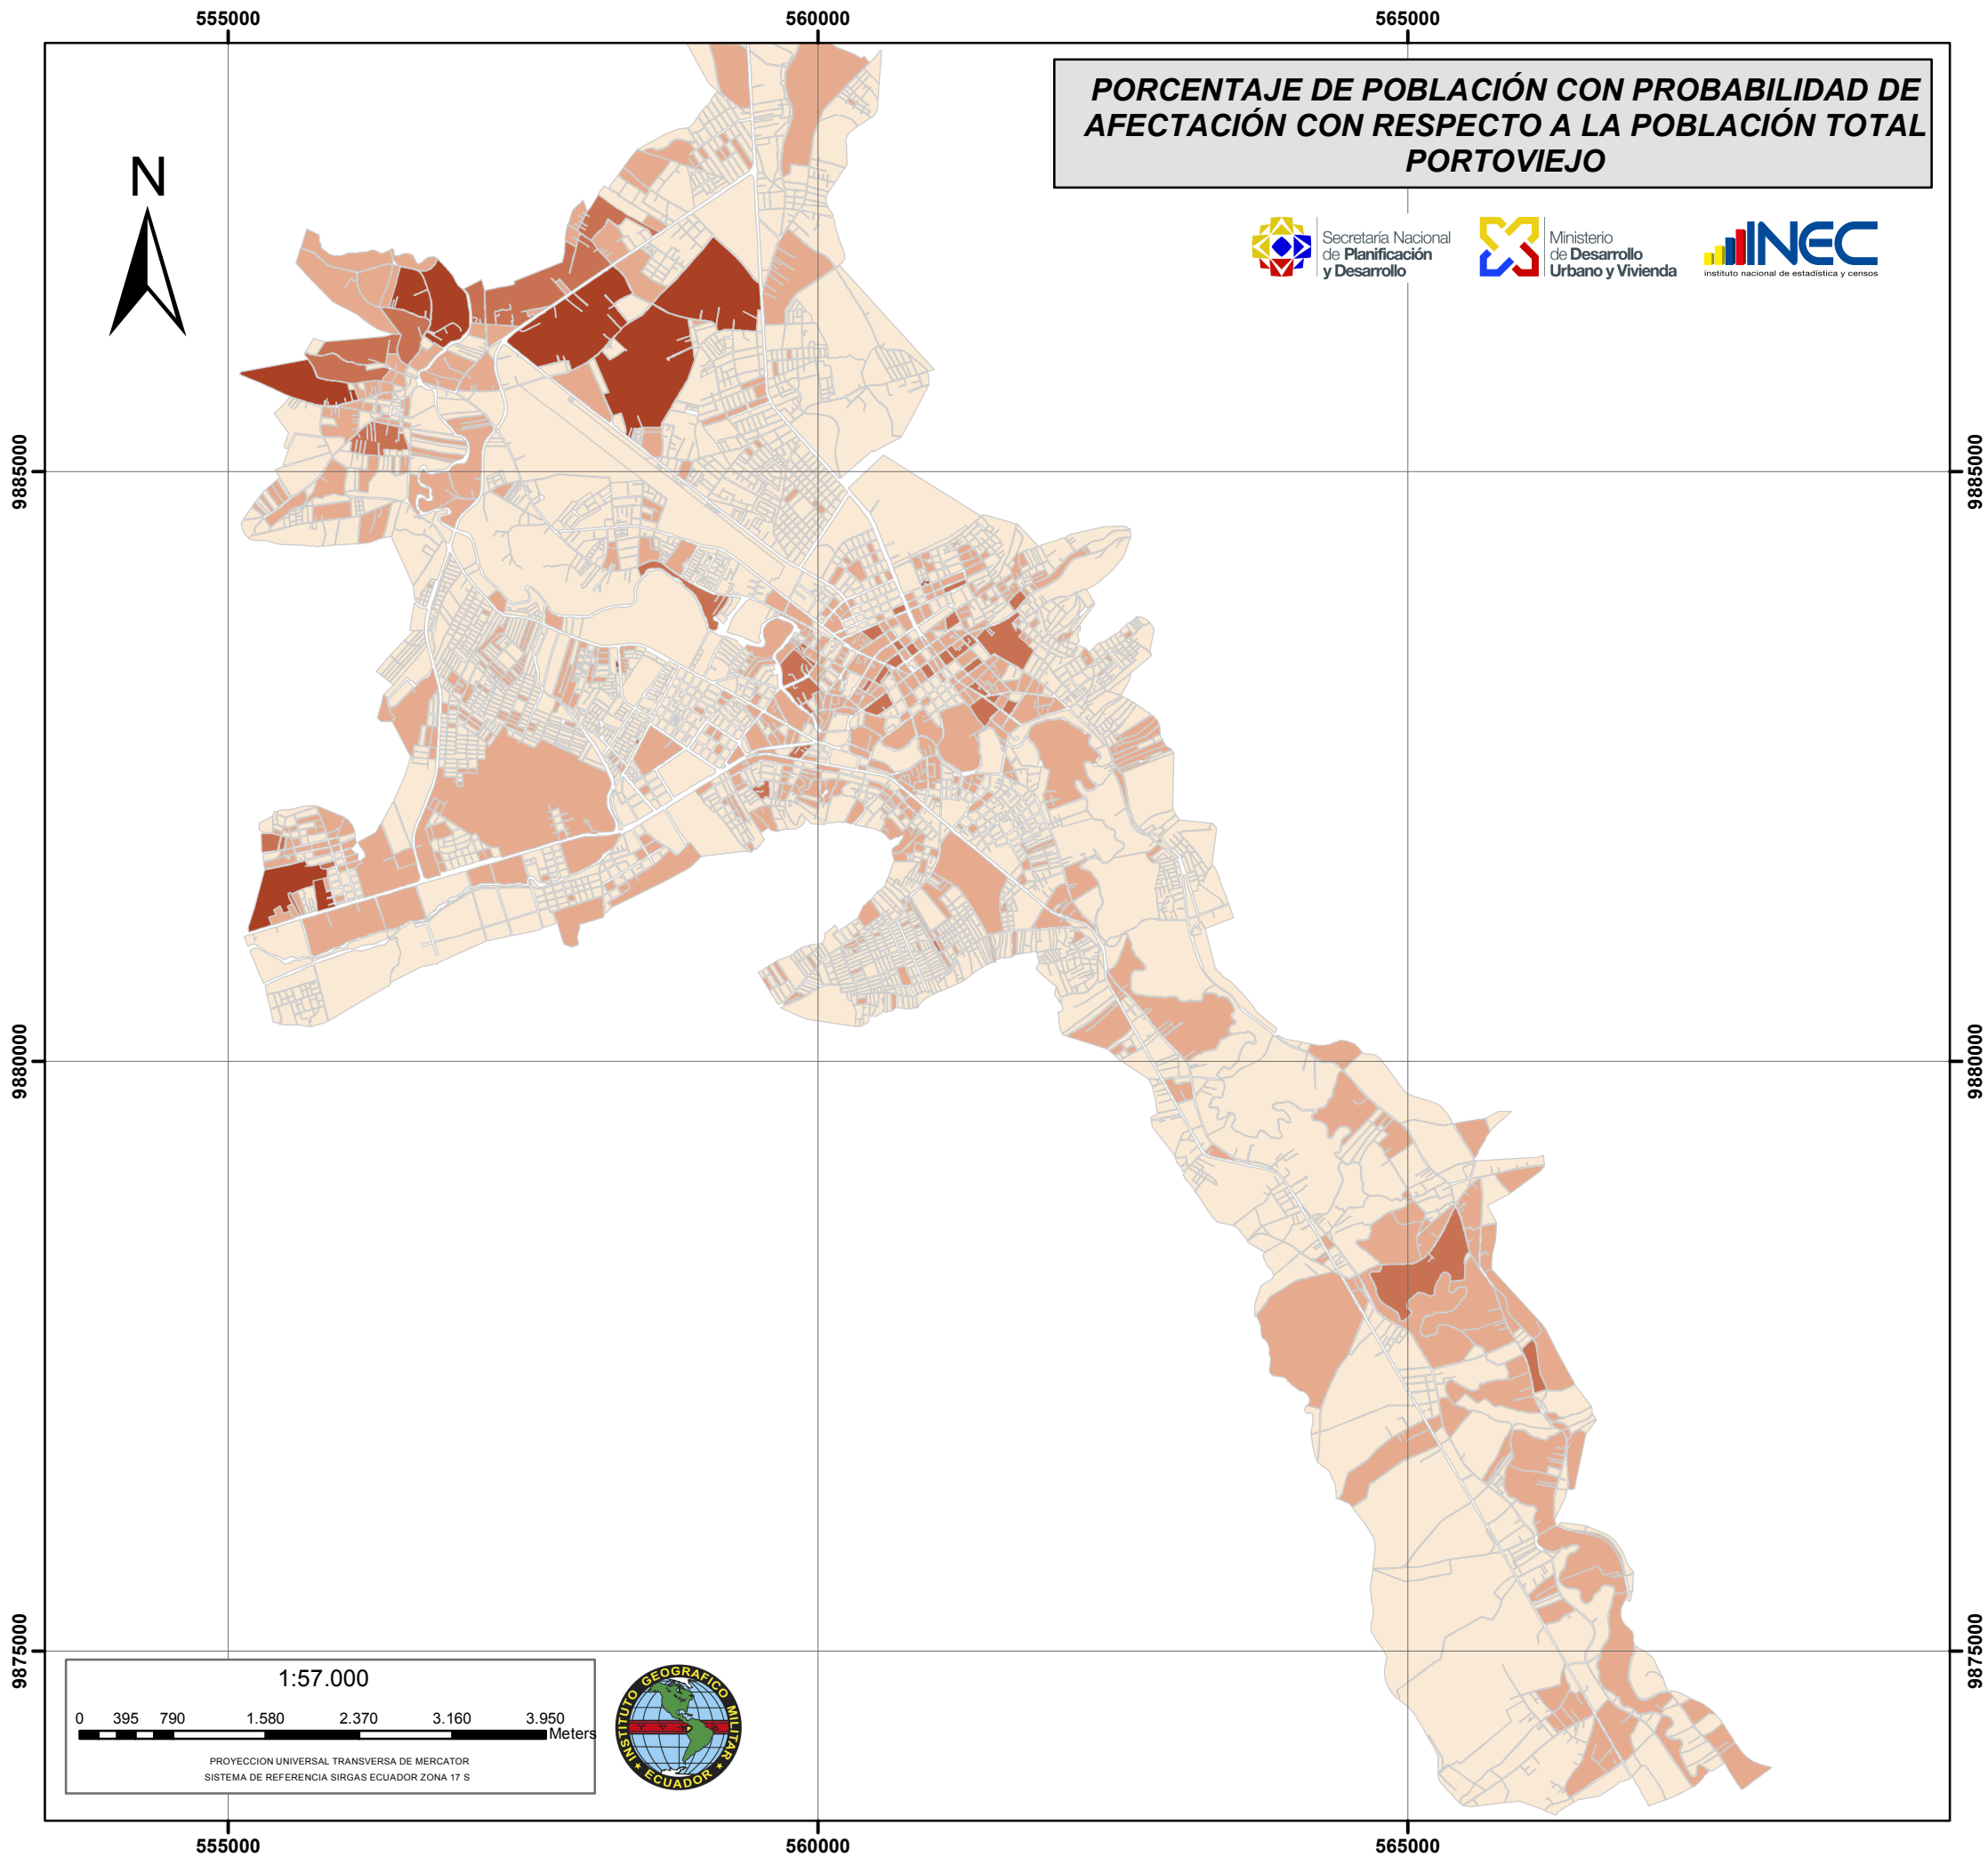 555000
560000
565000
PORCENTAJE DE POBLACIÓN CON PROBABILIDAD DE
AFECTACIÓN CON RESPECTO A LA POBLACIÓN TOTAL
PORTOVIEJO
N
Secretaría Nacional
de Planificación
y Desarrollo
Ministerio
de Desarrollo
Urbano y Vivienda
INEC
instituto nacional de estadística y censos
9885000
9885000
9880000
9880000
9875000
9875000
1:57.000
0 395 790 1.580 2.370 3.160 3.950
Meters
PROYECCION UNIVERSAL TRANSVERSA DE MERCATOR
SISTEMA DE REFERENCIA SIRGAS ECUADOR ZONA 17 S
INSTITUTO GEOGRAFICO MILITAR
ECUADOR
555000
560000
565000